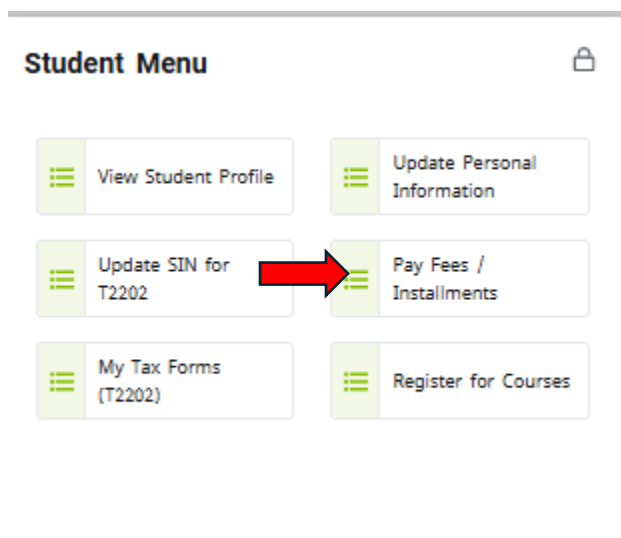 Student Menu
View Student Profile
Update Personal
Information
Update SIN for
T2202
Pay Fees /
Installments
My Tax Forms
(T2202)
Register for Courses